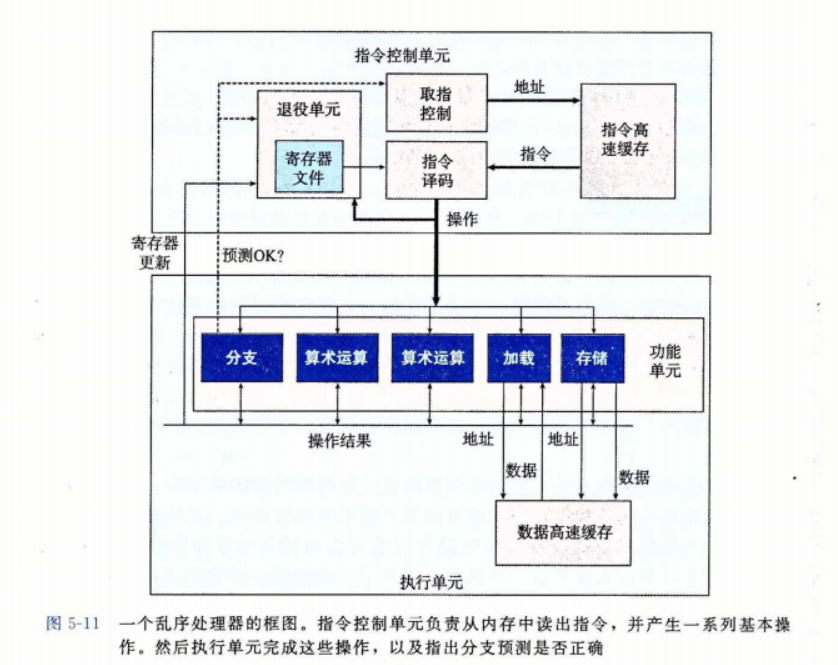 指令控制单元
取指
控制
地址
退役单元
指令高
速缓存
寄存器
文件
指令
译码
指令
操作
寄存器
更新
预测OK?
分支
算术运算
算术运算
加载
存储
功能
单元
操作结果
地址
地址
数据
数据
数据高速缓存
执行单元
图 5-11 一个乱序处理器的框图。指令控制单元负责从内存中读出指令，并产生一系列基本操
作。然后执行单元完成这些操作，以及指出分支预测是否正确